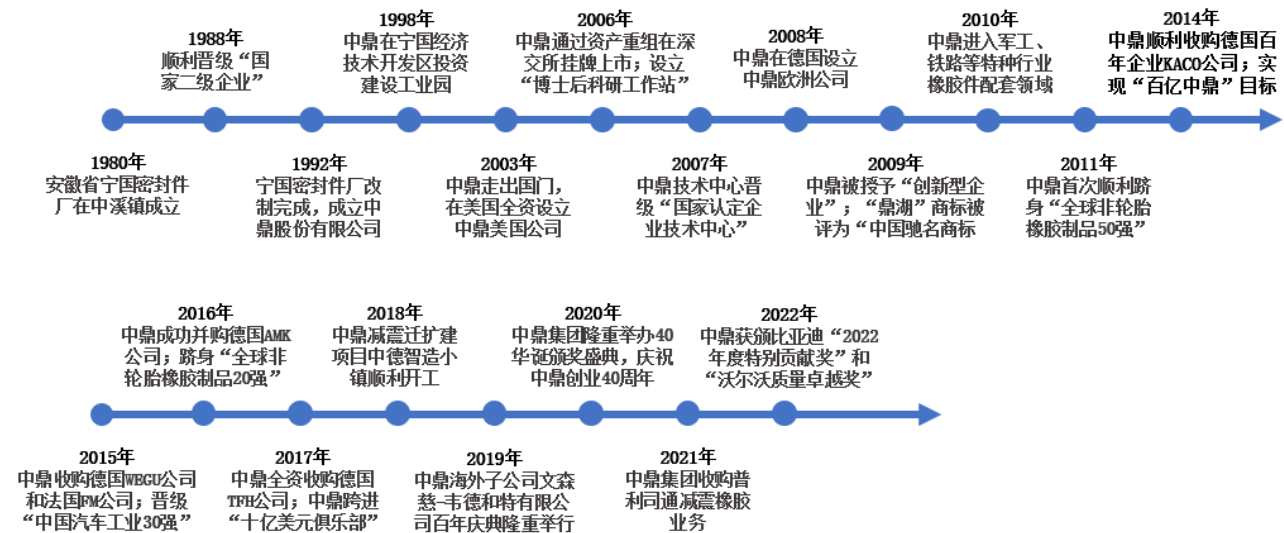 1980年
安徽省宁国密封件
厂在中溪镇成立
1988年
顺利晋级“国
家二级企业”
1992年
宁国密封件厂改
制完成，成立中
鼎股份有限公司
1998年
中鼎在宁国经济
技术开发区投资
建设工业园
2003年
中鼎走出国门，
在美国全资设立
中鼎美国公司
2006年
中鼎通过资产重组在深
交所挂牌上市；设立
“博士后科研工作站”
2007年
中鼎技术中心晋
级“国家认定企
业技术中心”
2008年
中鼎在德国设立
中鼎欧洲公司
2009年
中鼎被授予“创新型企
业”；“鼎湖”商标被
评为“中国驰名商标
2010年
中鼎进入军工、
铁路等特种行业
橡胶件配套领域
2011年
中鼎首次顺利跻
身“全球非轮胎
橡胶制品50强”
2014年
中鼎顺利收购德国百
年企业KACO公司；实
现“百亿中鼎”目标
2015年
中鼎收购德国WEGU公司
和法国FM公司；晋级
“中国汽车工业30强”
2016年
中鼎成功并购德国AMK
公司；跻身“全球非
轮胎橡胶制品20强”
2017年
中鼎全资收购德国
TFH公司；中鼎跨进
“十亿美元俱乐部”
2018年
中鼎减震迁扩建
项目中德智造小
镇顺利开工
2019年
中鼎海外子公司文森
慈-韦德和特有限公
司百年庆典隆重举行
2020年
中鼎集团隆重举办40
华诞颁奖盛典，庆祝
中鼎创业40周年
2021年
中鼎集团收购普
利司通减震橡胶
业务
2022年
中鼎获颁比亚迪“2022
年度特别贡献奖”和
“沃尔沃质量卓越奖”